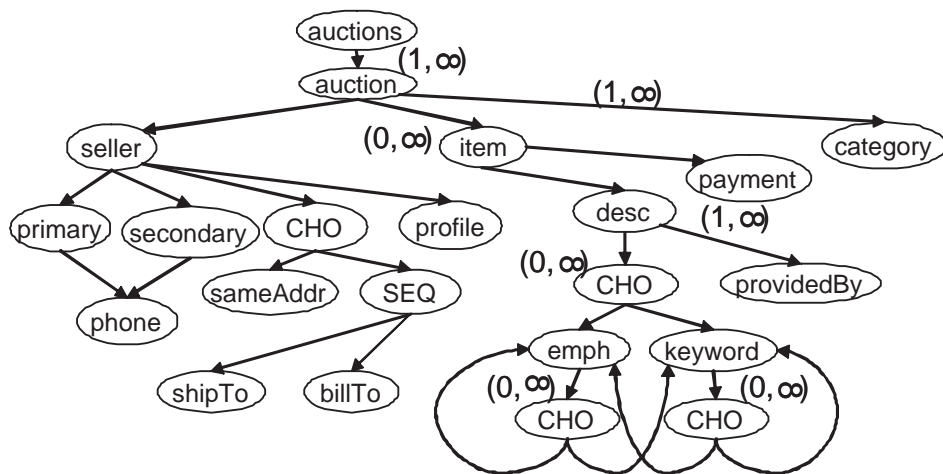 auctions
(1, ∞)
auction
(1, ∞)
seller
(0, ∞)
item
category
payment
primary
secondary
CHO
profile
desc
(1, ∞)
(0, ∞)
sameAddr
SEQ
CHO
providedBy
phone
emph
keyword
shipTo
billTo
(0, ∞)
CHO
CHO
(0, ∞)